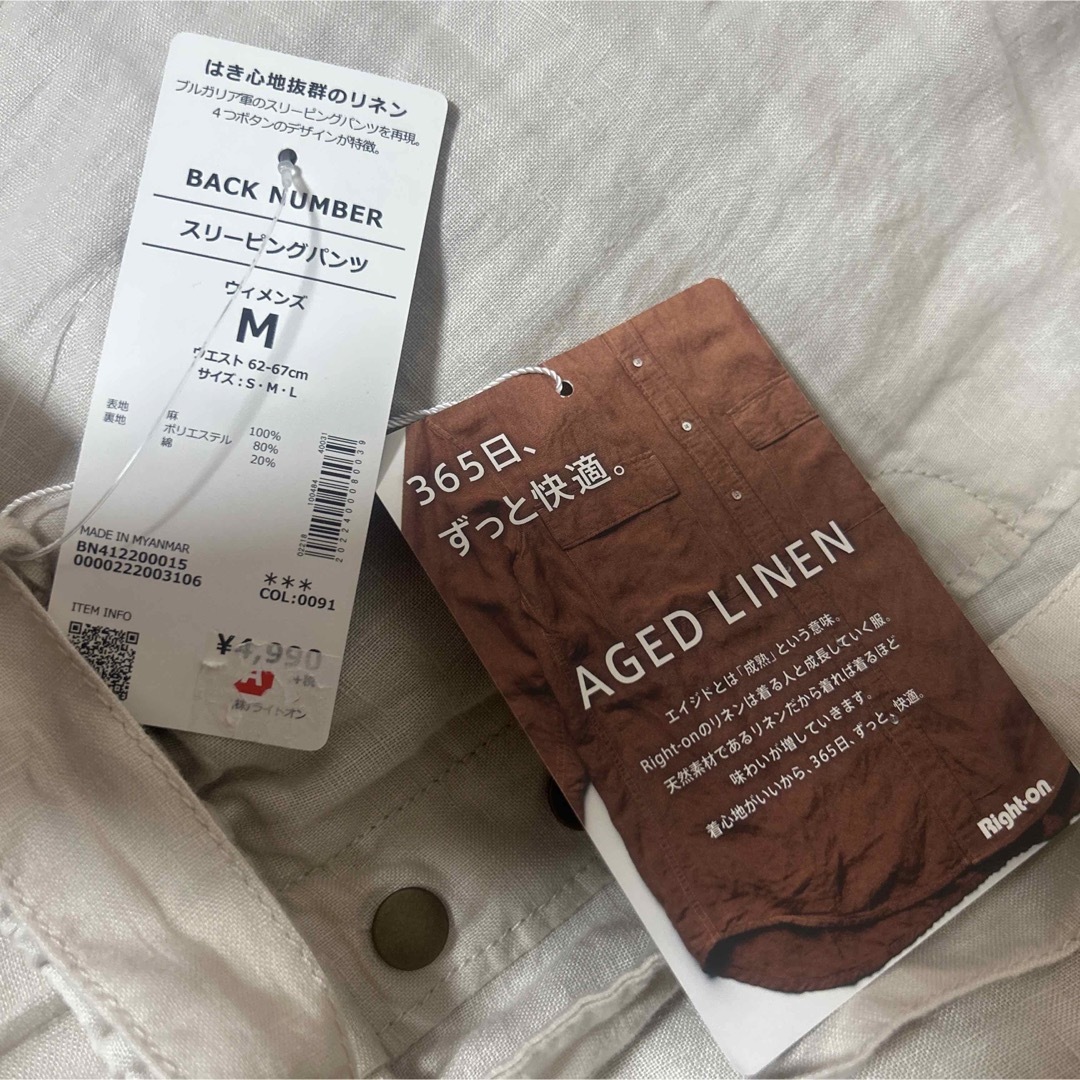 はき心地抜群のリネン
ブルガリア軍のスリーピングパンツを再現。
4つボタンのデザインが特徴。
BACK NUMBER
スリーピングパンツ
ウィメンズ
M
ウエスト 62-67cm
サイズ：S・M・L
表地 麻 100%
裏地 ポリエステル 80%
綿 20%
02218 100484 40031
2022400080039
MADE IN MYANMAR
BN412200015
0000222003106
***
COL:0091
ITEM INFO
¥4,990
+税
A
㈱ライトオン
365日、
ずっと快適。
AGED LINEN
エイジドとは「成熟」という意味。
Right-onのリネンは着る人と成長していく服。
天然素材であるリネンだから着れば着るほど
味わいが増していきます。
着心地がいいから、365日、ずっと、快適。
Right-on